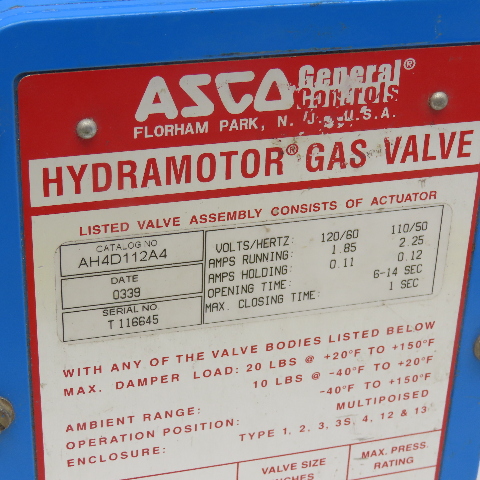 ASCO General®
Controls
FLORHAM PARK, N. J. U.S.A.
HYDRAMOTOR® GAS VALVE
LISTED VALVE ASSEMBLY CONSISTS OF ACTUATOR
CATALOG NO
AH4D112A4
DATE
0339
SERIAL NO
T 116645
VOLTS/HERTZ: 120/60 110/50
AMPS RUNNING: 1.85 2.25
AMPS HOLDING: 0.11 0.12
OPENING TIME: 6-14 SEC
MAX. CLOSING TIME: 1 SEC
WITH ANY OF THE VALVE BODIES LISTED BELOW
MAX. DAMPER LOAD: 20 LBS @ +20°F TO +150°F
10 LBS @ -40°F TO +20°F
AMBIENT RANGE: -40°F TO +150°F
OPERATION POSITION: MULTIPOISED
ENCLOSURE: TYPE 1, 2, 3, 3S, 4, 12 & 13
VALVE SIZE
INCHES
MAX. PRESS.
RATING